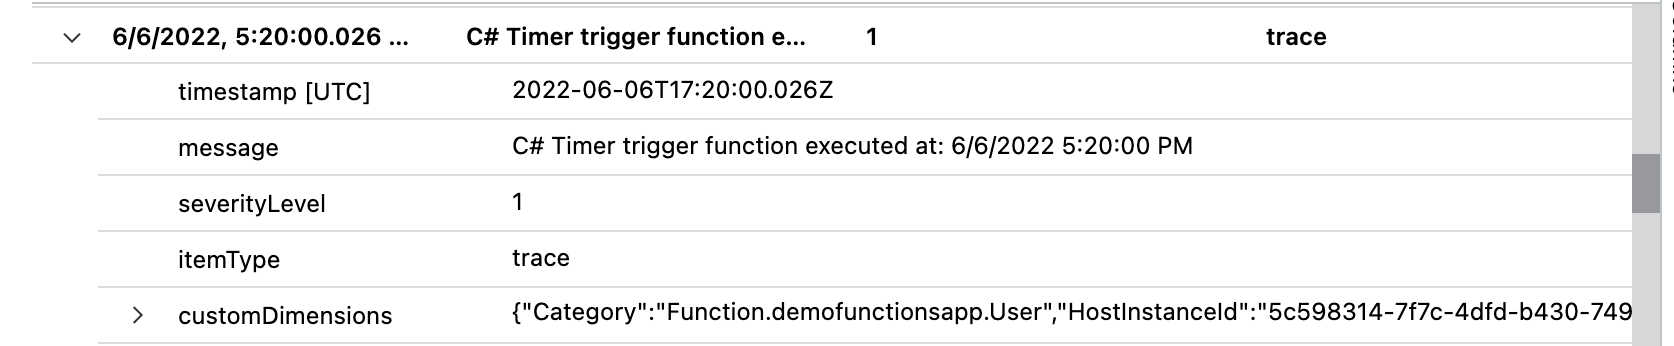 6/6/2022, 5:20:00.026 ... C# Timer trigger function e... 1 trace
timestamp [UTC] 2022-06-06T17:20:00.026Z
message C# Timer trigger function executed at: 6/6/2022 5:20:00 PM
severityLevel 1
itemType trace
customDimensions {"Category":"Function.demofunctionsapp.User","HostInstanceId":"5c598314-7f7c-4dfd-b430-749